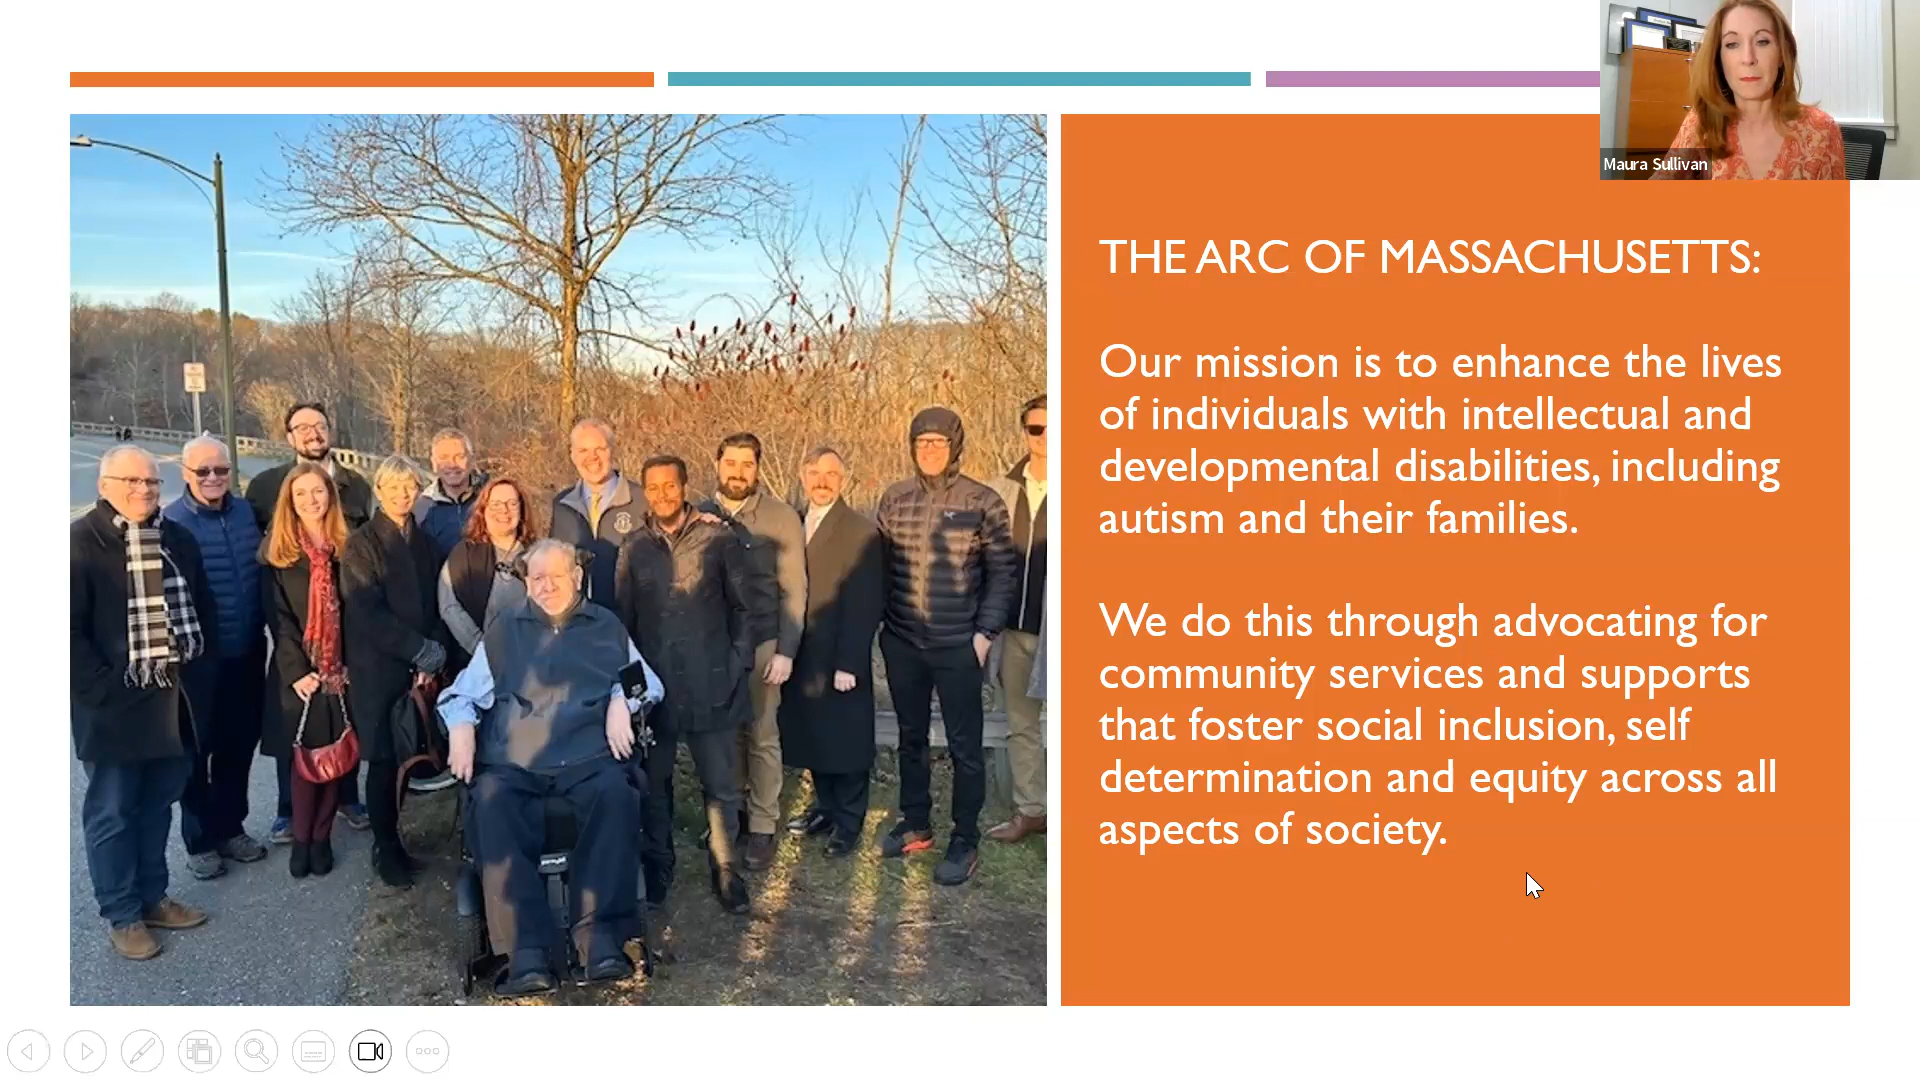 Maura Sullivan
THE ARC OF MASSACHUSETTS:
Our mission is to enhance the lives
of individuals with intellectual and
developmental disabilities, including
autism and their families.
We do this through advocating for
community services and supports
that foster social inclusion, self
determination and equity across all
aspects of society.